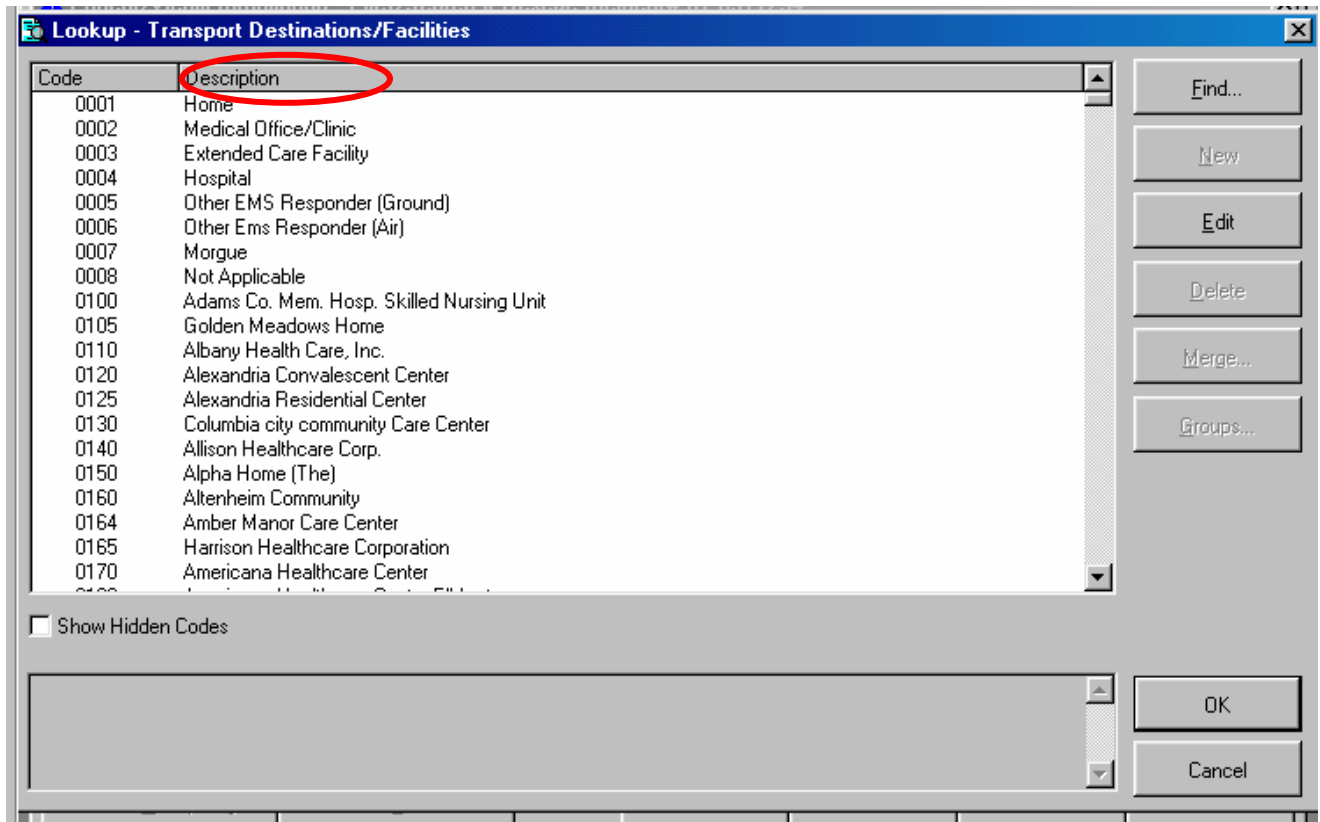 Lookup - Transport Destinations/Facilities
Code Description
0001 Home
0002 Medical Office/Clinic
0003 Extended Care Facility
0004 Hospital
0005 Other EMS Responder (Ground)
0006 Other Ems Responder (Air)
0007 Morgue
0008 Not Applicable
0100 Adams Co. Mem. Hosp. Skilled Nursing Unit
0105 Golden Meadows Home
0110 Albany Health Care, Inc.
0120 Alexandria Convalescent Center
0125 Alexandria Residential Center
0130 Columbia city community Care Center
0140 Allison Healthcare Corp.
0150 Alpha Home (The)
0160 Altenheim Community
0164 Amber Manor Care Center
0165 Harrison Healthcare Corporation
0170 Americana Healthcare Center
Show Hidden Codes
Find...
New
Edit
Delete
Merge...
Groups...
OK
Cancel